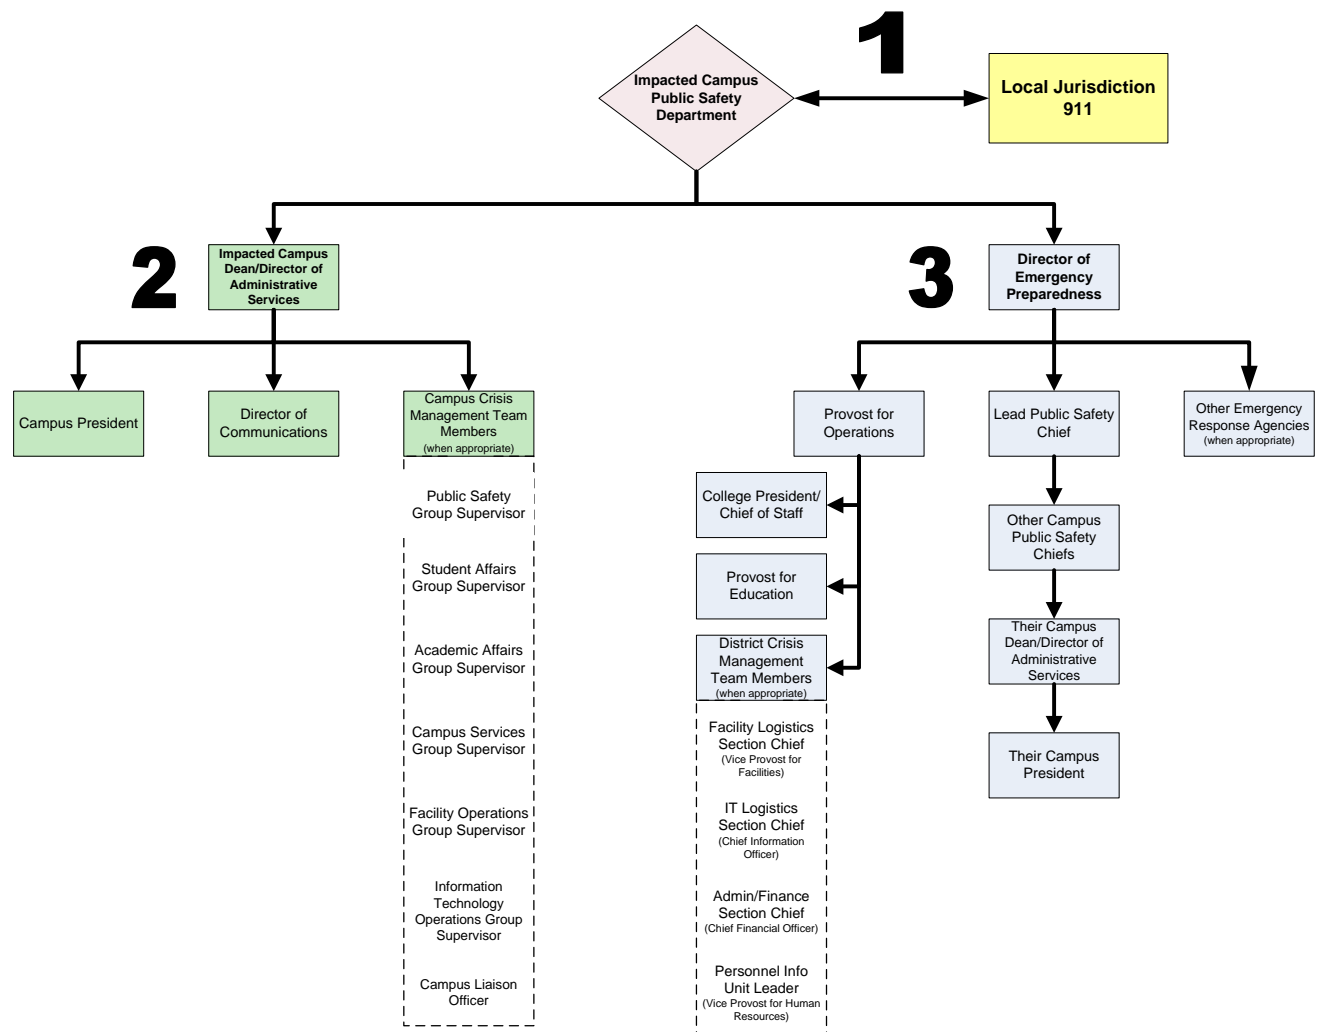 1
Impacted Campus
Public Safety
Department
Local Jurisdiction
911
2
Impacted Campus
Dean/Director of
Administrative
Services
3
Director of
Emergency
Preparedness
Campus President
Director of
Communications
Campus Crisis
Management Team
Members
(when appropriate)
Provost for
Operations
Lead Public Safety
Chief
Other Emergency
Response Agencies
(when appropriate)
Public Safety
Group Supervisor
Student Affairs
Group Supervisor
Academic Affairs
Group Supervisor
Campus Services
Group Supervisor
Facility Operations
Group Supervisor
Information
Technology
Operations Group
Supervisor
Campus Liaison
Officer
College President/
Chief of Staff
Provost for
Education
District Crisis
Management
Team Members
(when appropriate)
Facility Logistics
Section Chief
(Vice Provost for
Facilities)
IT Logistics
Section Chief
(Chief Information
Officer)
Admin/Finance
Section Chief
(Chief Financial Officer)
Personnel Info
Unit Leader
(Vice Provost for Human
Resources)
Other Campus
Public Safety
Chiefs
Their Campus
Dean/Director of
Administrative
Services
Their Campus
President